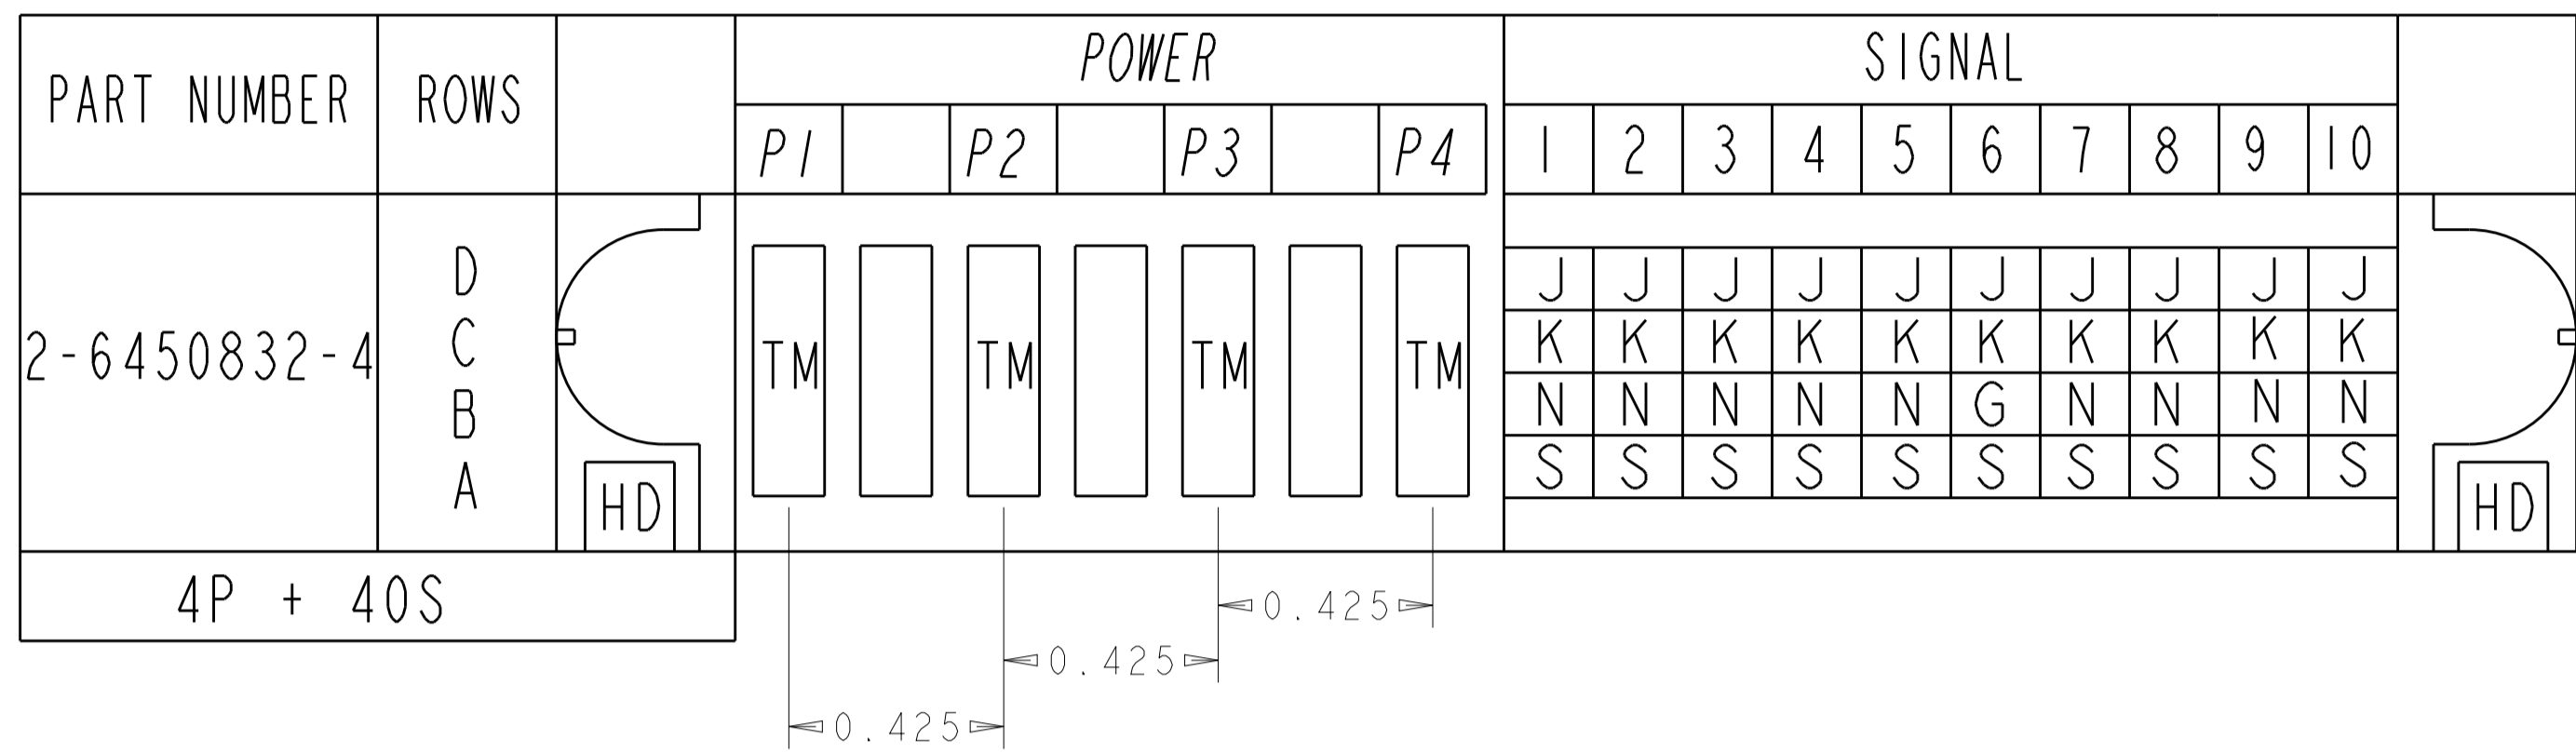 PART NUMBER ROWS POWER SIGNAL
P1 P2 P3 P4 1 2 3 4 5 6 7 8 9 10
2-6450832-4
D J J J J J J J J J J
C TM TM TM TM K K K K K K K K K K
B N N N N N G N N N N
A S S S S S S S S S S
HD HD
4P + 40S
0.425
0.425
0.425